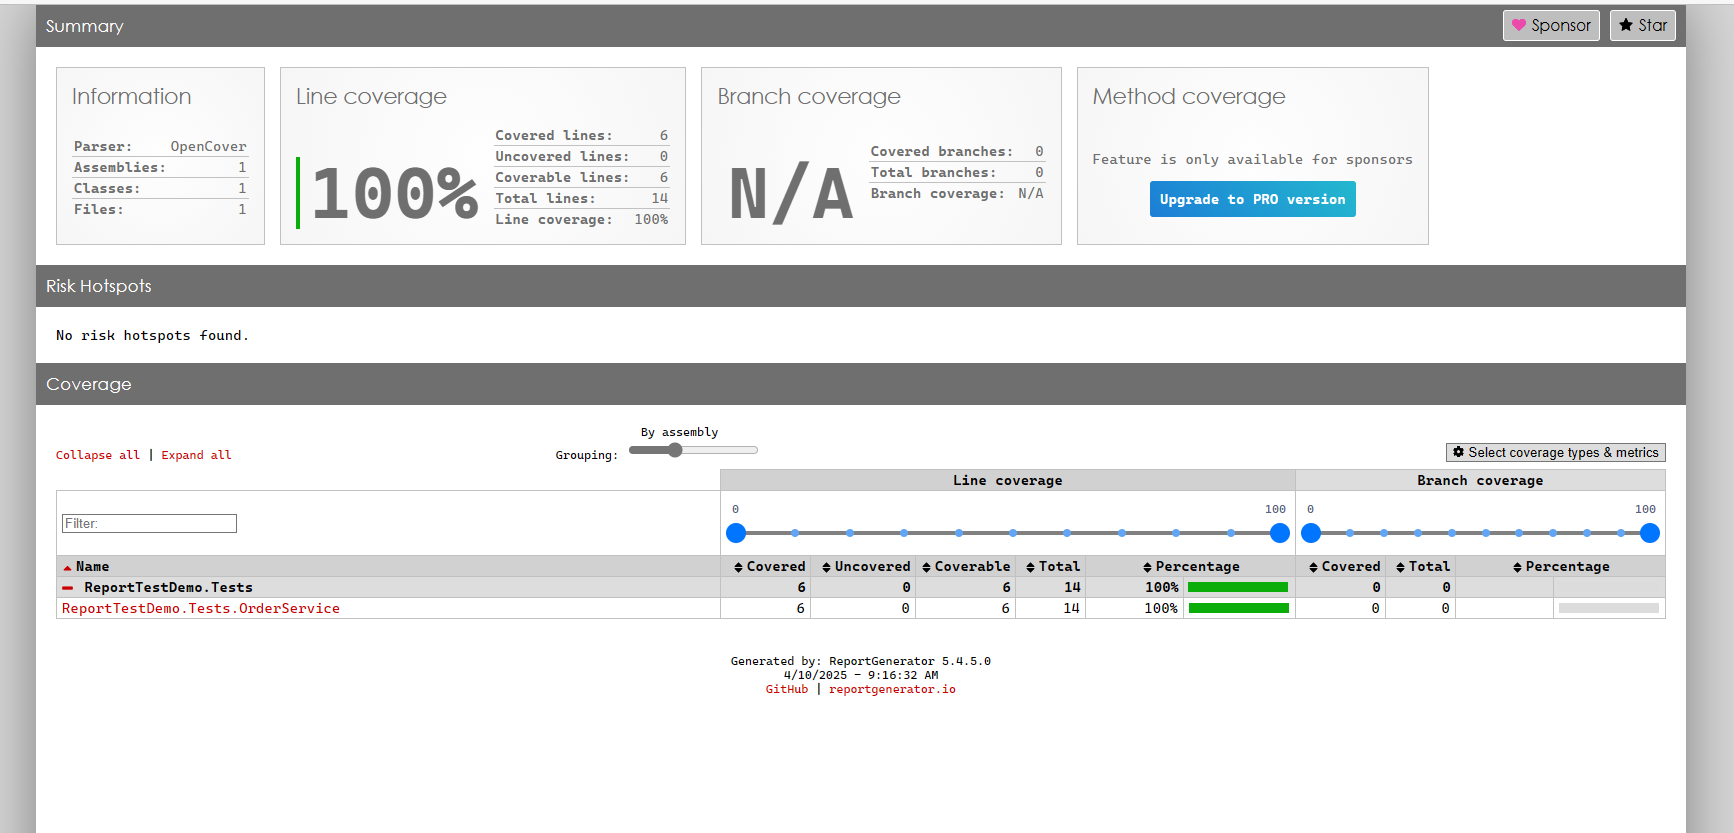 Summary
Sponsor
Star
Information
Parser: OpenCover
Assemblies: 1
Classes: 1
Files: 1
Line coverage
100%
Covered lines: 6
Uncovered lines: 0
Coverable lines: 6
Total lines: 14
Line coverage: 100%
Branch coverage
N/A
Covered branches: 0
Total branches: 0
Branch coverage: N/A
Method coverage
Feature is only available for sponsors
Upgrade to PRO version
Risk Hotspots
No risk hotspots found.
Coverage
Collapse all | Expand all
By assembly
Grouping:
Select coverage types & metrics
Line coverage Branch coverage
Filter:
0 100 0 100
Name Covered Uncovered Coverable Total Percentage Covered Total Percentage
ReportTestDemo.Tests 6 0 6 14 100% 0 0
ReportTestDemo.Tests.OrderService 6 0 6 14 100% 0 0
Generated by: ReportGenerator 5.4.5.0
4/10/2025 - 9:16:32 AM
GitHub | reportgenerator.io